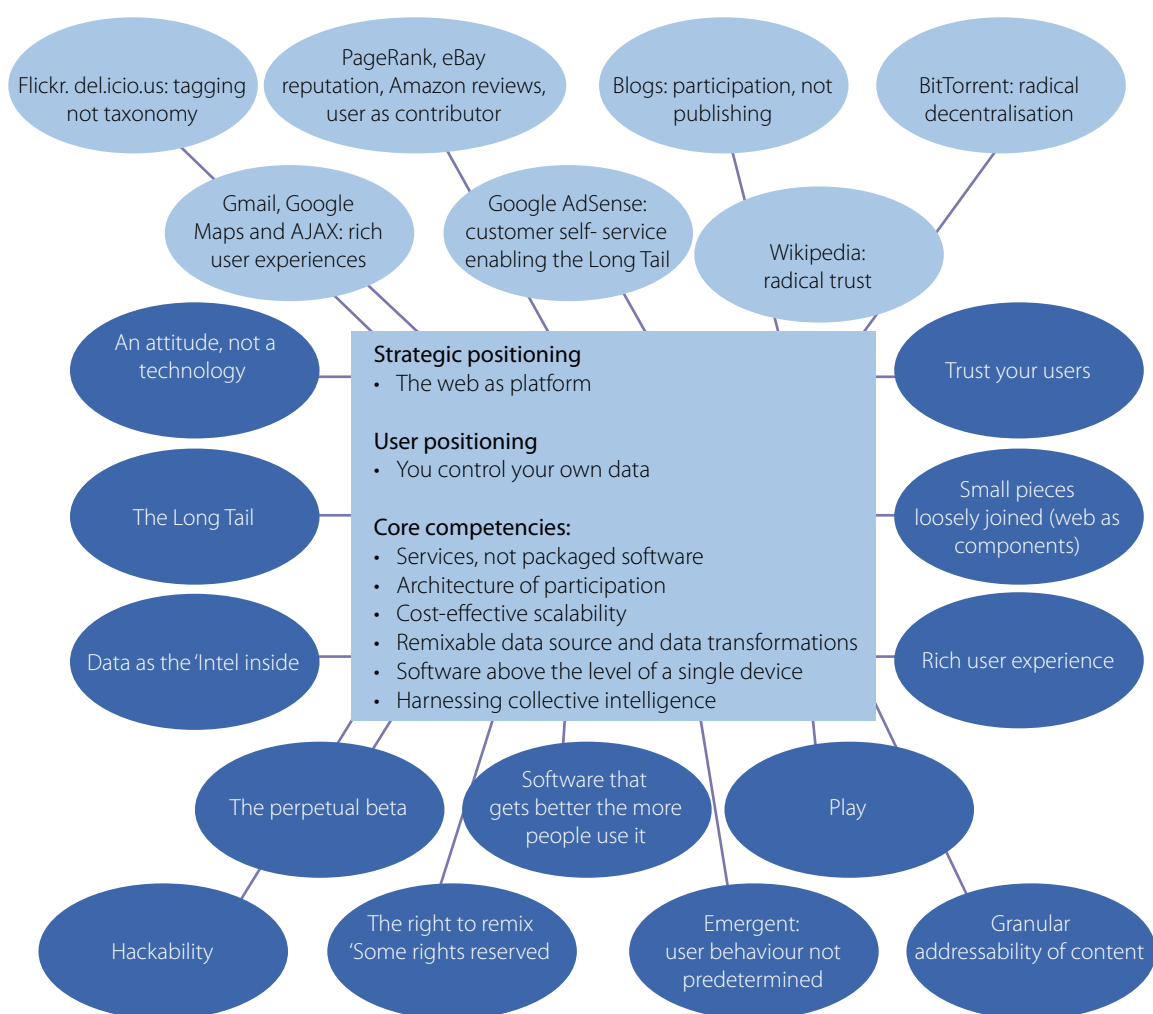 Flickr. del.icio.us: tagging
not taxonomy
PageRank, eBay
reputation, Amazon reviews,
user as contributor
Blogs: participation, not
publishing
BitTorrent: radical
decentralisation
Gmail, Google
Maps and AJAX: rich
user experiences
Google AdSense:
customer self- service
enabling the Long Tail
Wikipedia:
radical trust
An attitude, not a
technology
The Long Tail
Data as the ‘Intel inside
Strategic positioning
• The web as platform
User positioning
• You control your own data
Core competencies:
• Services, not packaged software
• Architecture of participation
• Cost-effective scalability
• Remixable data source and data transformations
• Software above the level of a single device
• Harnessing collective intelligence
Trust your users
Small pieces
loosely joined (web as
components)
Rich user experience
The perpetual beta
Software that
gets better the more
people use it
Play
Hackability
The right to remix
‘Some rights reserved
Emergent:
user behaviour not
predetermined
Granular
addressability of content